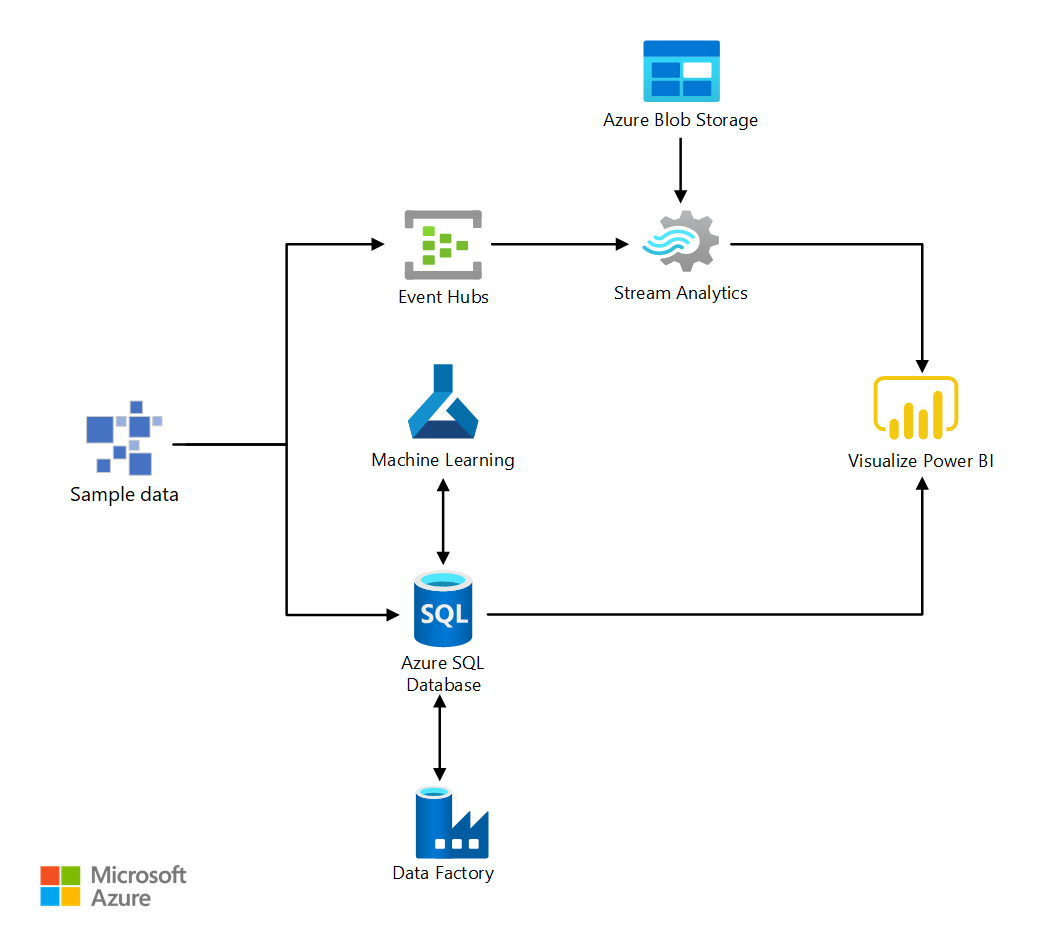 Azure Blob Storage
Event Hubs
Stream Analytics
Machine Learning
Visualize Power BI
Sample data
SQL
Azure SQL
Database
Data Factory
Microsoft
Azure